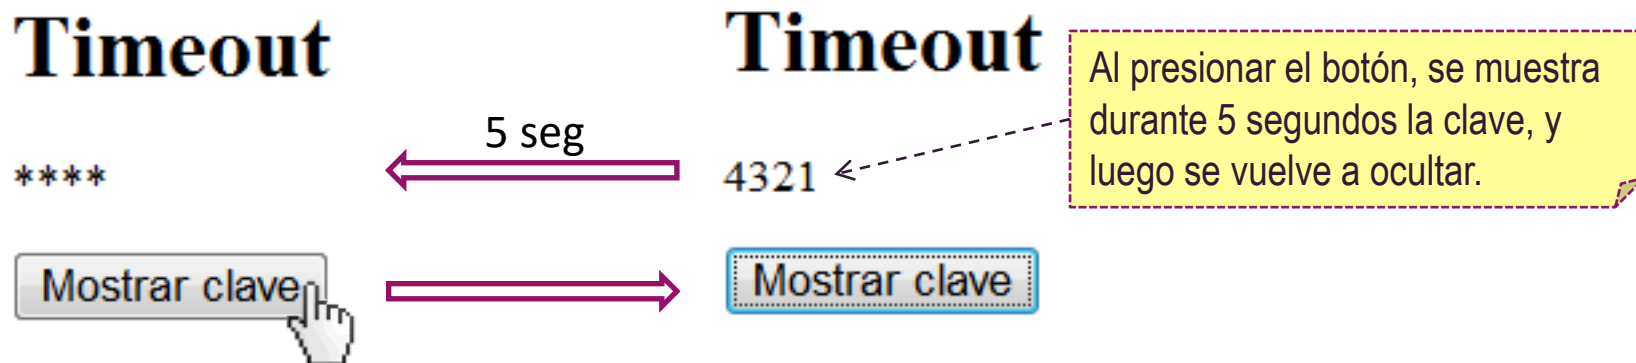 Timeout
****
Mostrar clave
5 seg
Timeout
4321
Mostrar clave
Al presionar el botón, se muestra
durante 5 segundos la clave, y
luego se vuelve a ocultar.